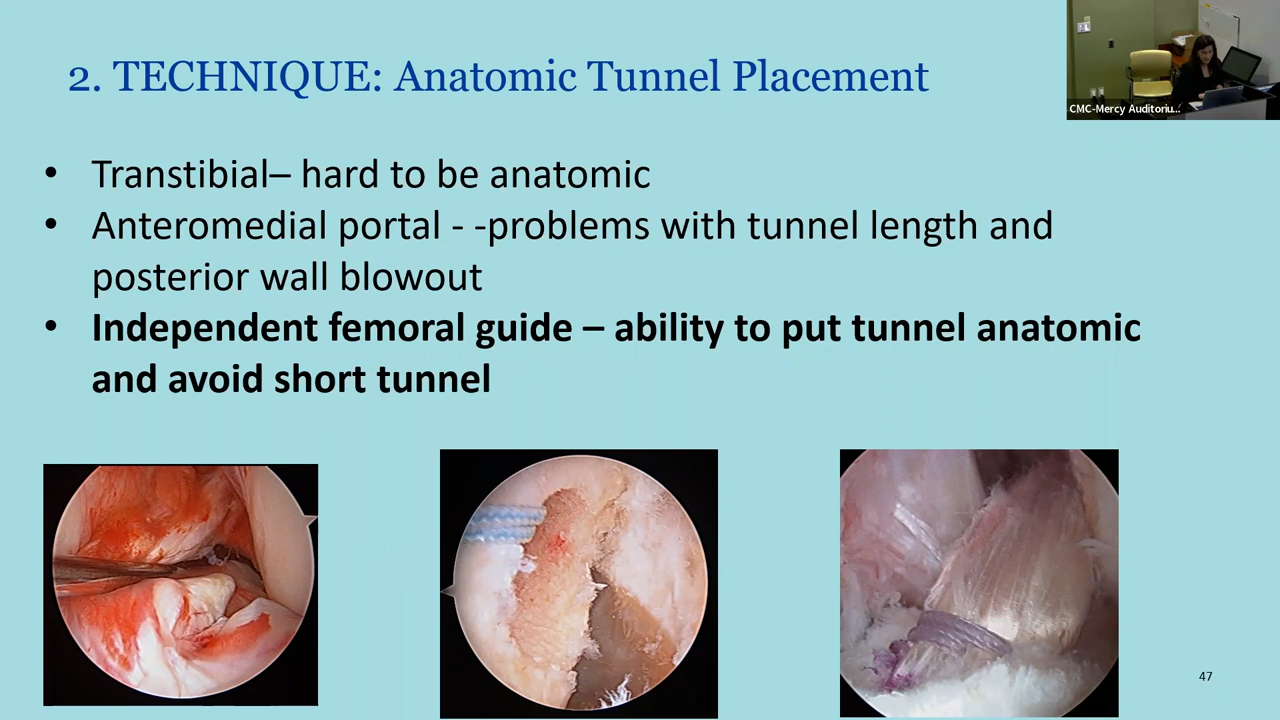 2. TECHNIQUE: Anatomic Tunnel Placement
CMC-Mercy Auditoriu...
• Transtibial– hard to be anatomic
• Anteromedial portal - -problems with tunnel length and
posterior wall blowout
• Independent femoral guide – ability to put tunnel anatomic
and avoid short tunnel
47